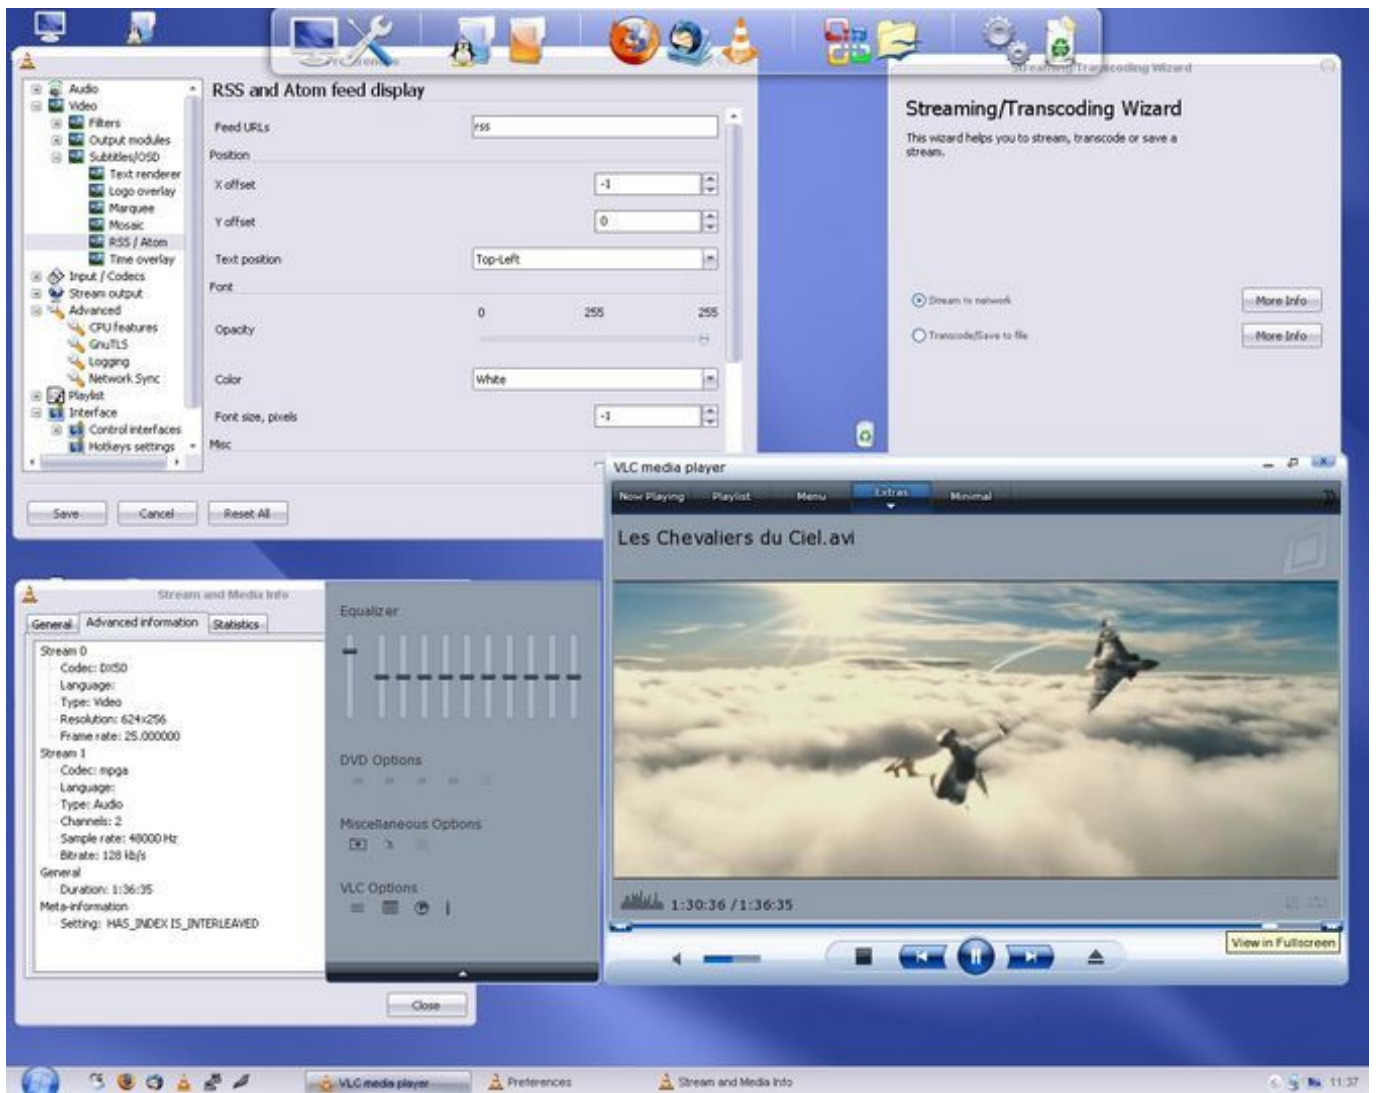 Preferences
Audio
Video
Filters
Output modules
Subtitles/OSD
Text renderer
Logo overlay
Marquee
Mosaic
RSS / Atom
Time overlay
Input / Codecs
Stream output
Advanced
CPU features
GnuTLS
Logging
Network Sync
Playlist
Interface
Control interfaces
Hotkeys settings
RSS and Atom feed display
Feed URLs rss
Position
X offset -1
Y offset 0
Text position Top-Left
Font
0 255 255
Opacity
Color White
Font size, pixels -1
Misc
Save Cancel Reset All
Streaming/Transcoding Wizard
Streaming/Transcoding Wizard
This wizard helps you to stream, transcode or save a
stream.
Stream to network More Info
Transcode/Save to file More Info
Stream and Media Info
General Advanced information Statistics
Stream 0
Codec: DX50
Language:
Type: Video
Resolution: 624x256
Frame rate: 25.000000
Stream 1
Codec: mpga
Language:
Type: Audio
Channels: 2
Sample rate: 48000 Hz
Bitrate: 128 kb/s
General
Duration: 1:36:35
Meta-information
Setting: HAS_INDEX IS_INTERLEAVED
Close
Equalizer
DVD Options
Miscellaneous Options
VLC Options
VLC media player
Now Playing Playlist Menu Extras Minimal
Les Chevaliers du Ciel.avi
1:30:36 /1:36:35
View in Fullscreen
VLC media player Preferences Stream and Media Info 11:37